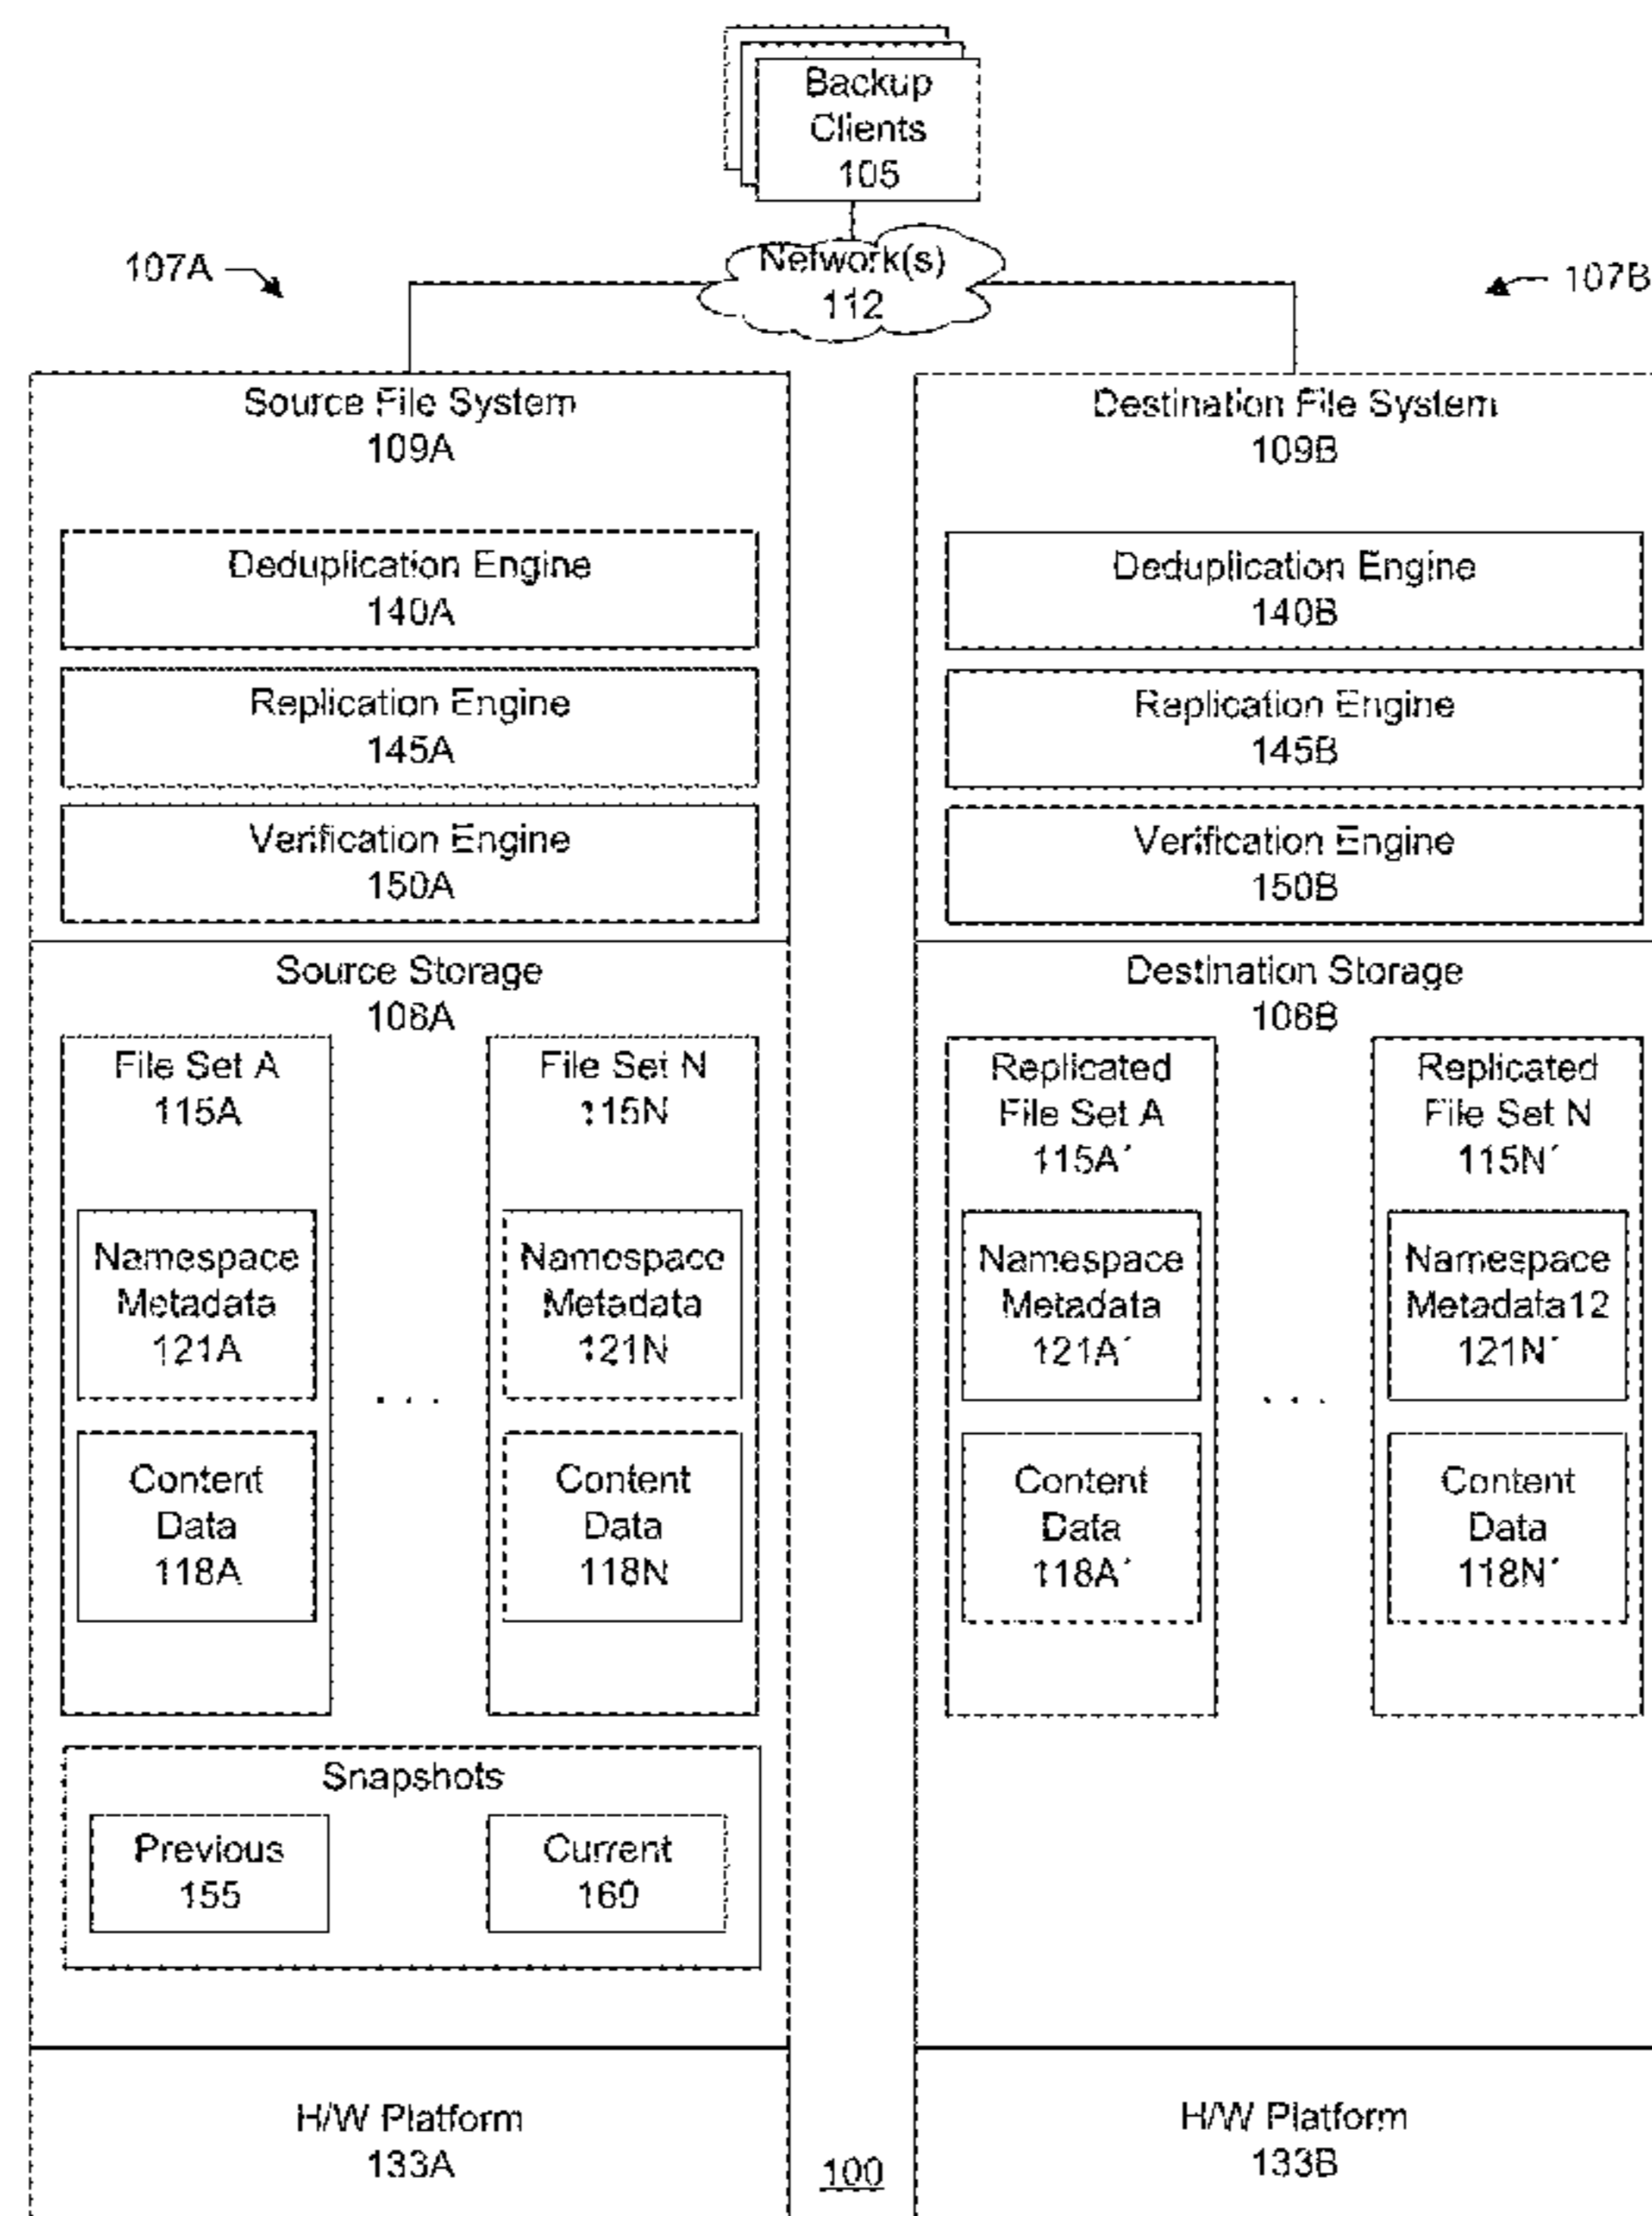 Backup
Clients
105
Network(s)
112
107A
107B
Source File System
109A
Deduplication Engine
140A
Replication Engine
145A
Verification Engine
150A
Source Storage
106A
File Set A
115A
Namespace
Metadata
121A
Content
Data
118A
. . .
File Set N
115N
Namespace
Metadata
121N
Content
Data
118N
Snapshots
Previous
155
Current
160
H/W Platform
133A
Destination File System
109B
Deduplication Engine
140B
Replication Engine
145B
Verification Engine
150B
Destination Storage
106B
Replicated
File Set A
115A´
Namespace
Metadata
121A´
Content
Data
118A´
. . .
Replicated
File Set N
115N´
Namespace
Metadata12
121N´
Content
Data
118N´
H/W Platform
133B
100